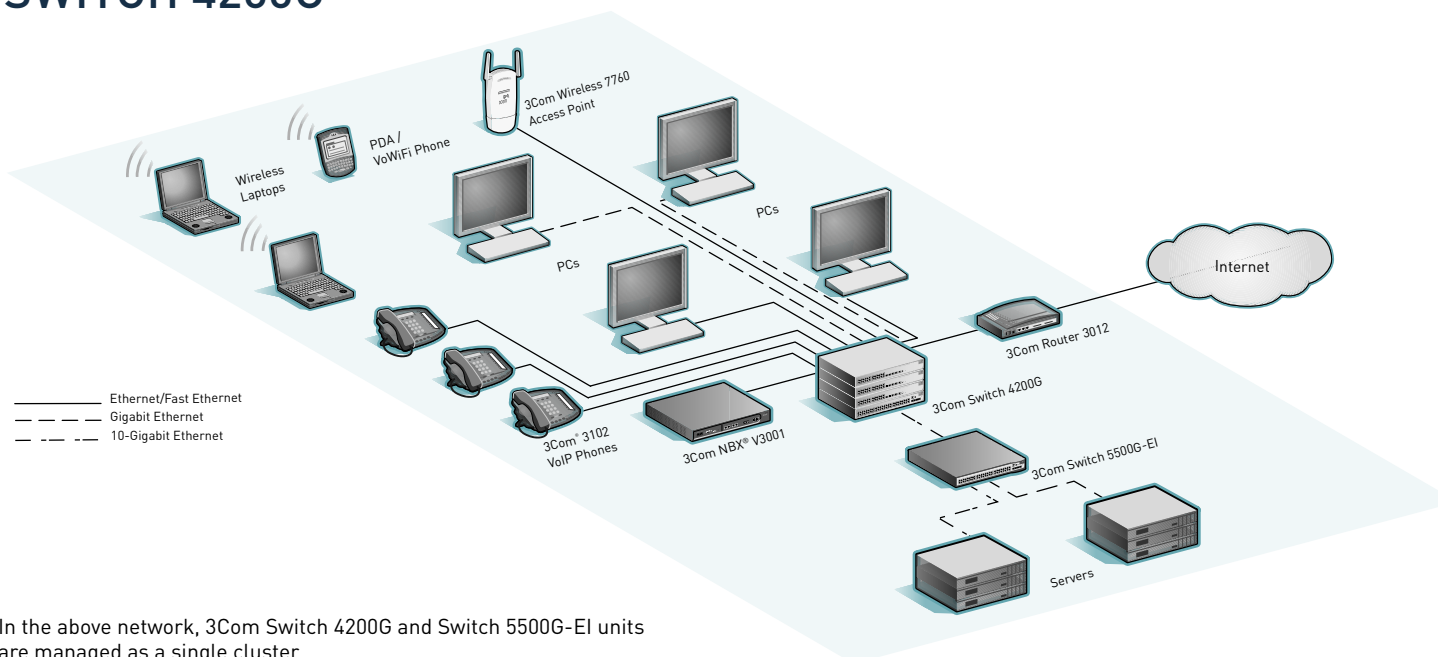 SWITCH 4200G
3Com Wireless 7760
Access Point
PDA /
VoWiFi Phone
Wireless
Laptops
PCs
PCs
Internet
3Com Router 3012
3Com Switch 4200G
Ethernet/Fast Ethernet
Gigabit Ethernet
10-Gigabit Ethernet
3Com® 3102
VoIP Phones
3Com NBX® V3001
3Com Switch 5500G-EI
Servers
In the above network, 3Com Switch 4200G and Switch 5500G-EI units
are managed as a single cluster